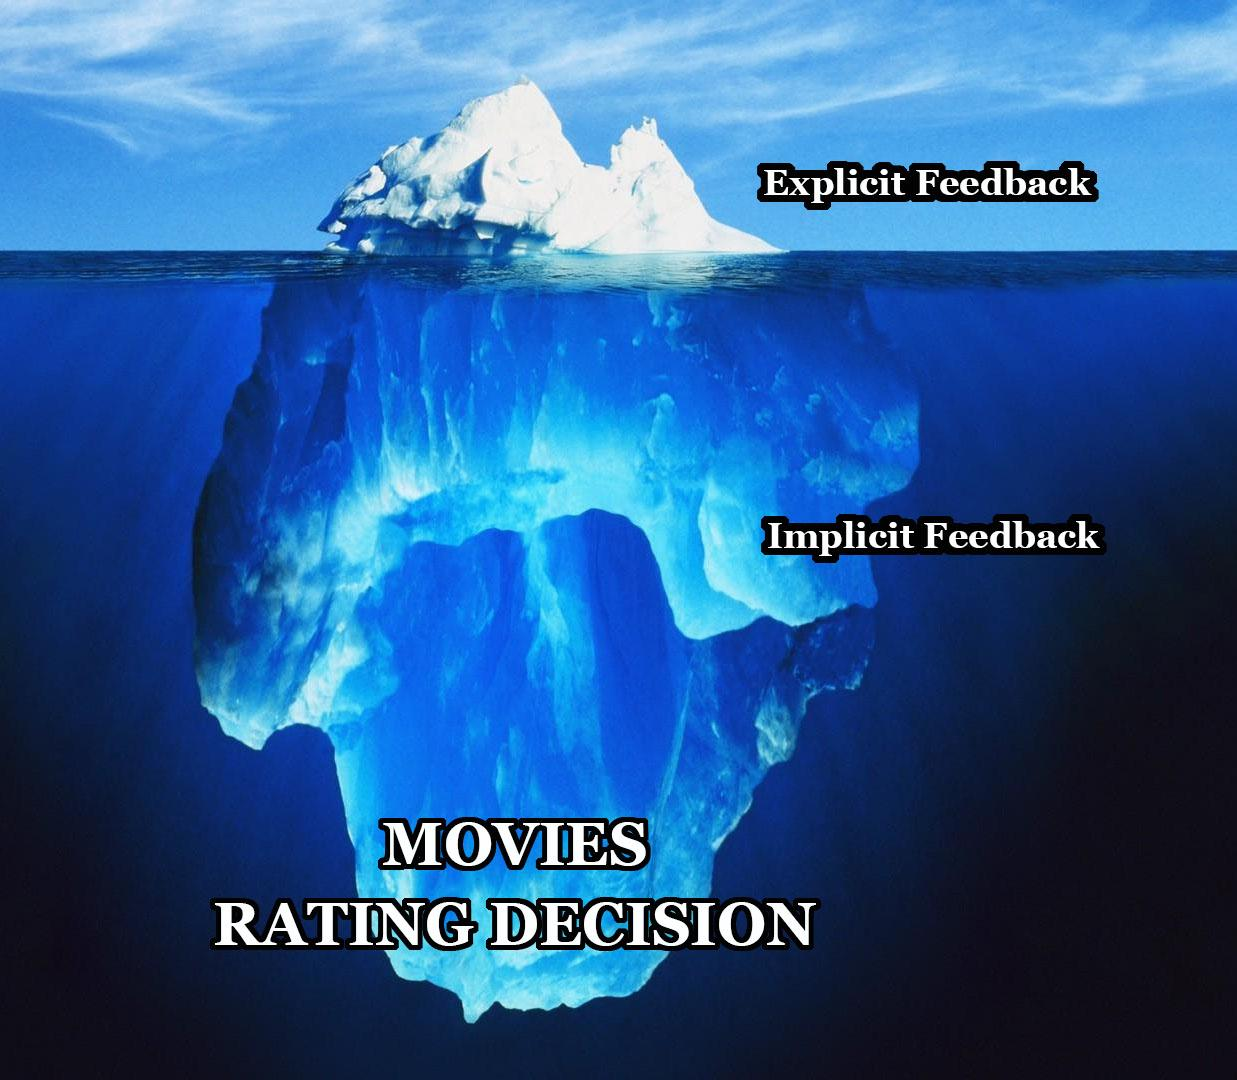 Explicit Feedback
Implicit Feedback
MOVIES
RATING DECISION